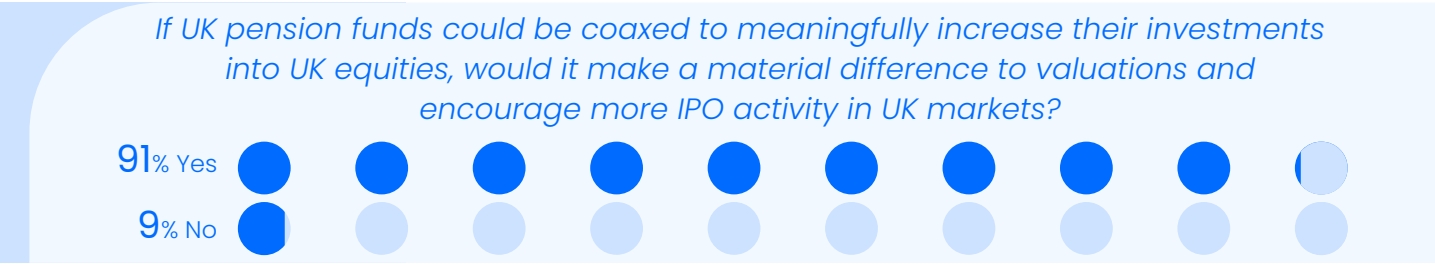 If UK pension funds could be coaxed to meaningfully increase their investments
into UK equities, would it make a material difference to valuations and
encourage more IPO activity in UK markets?
91% Yes
9% No